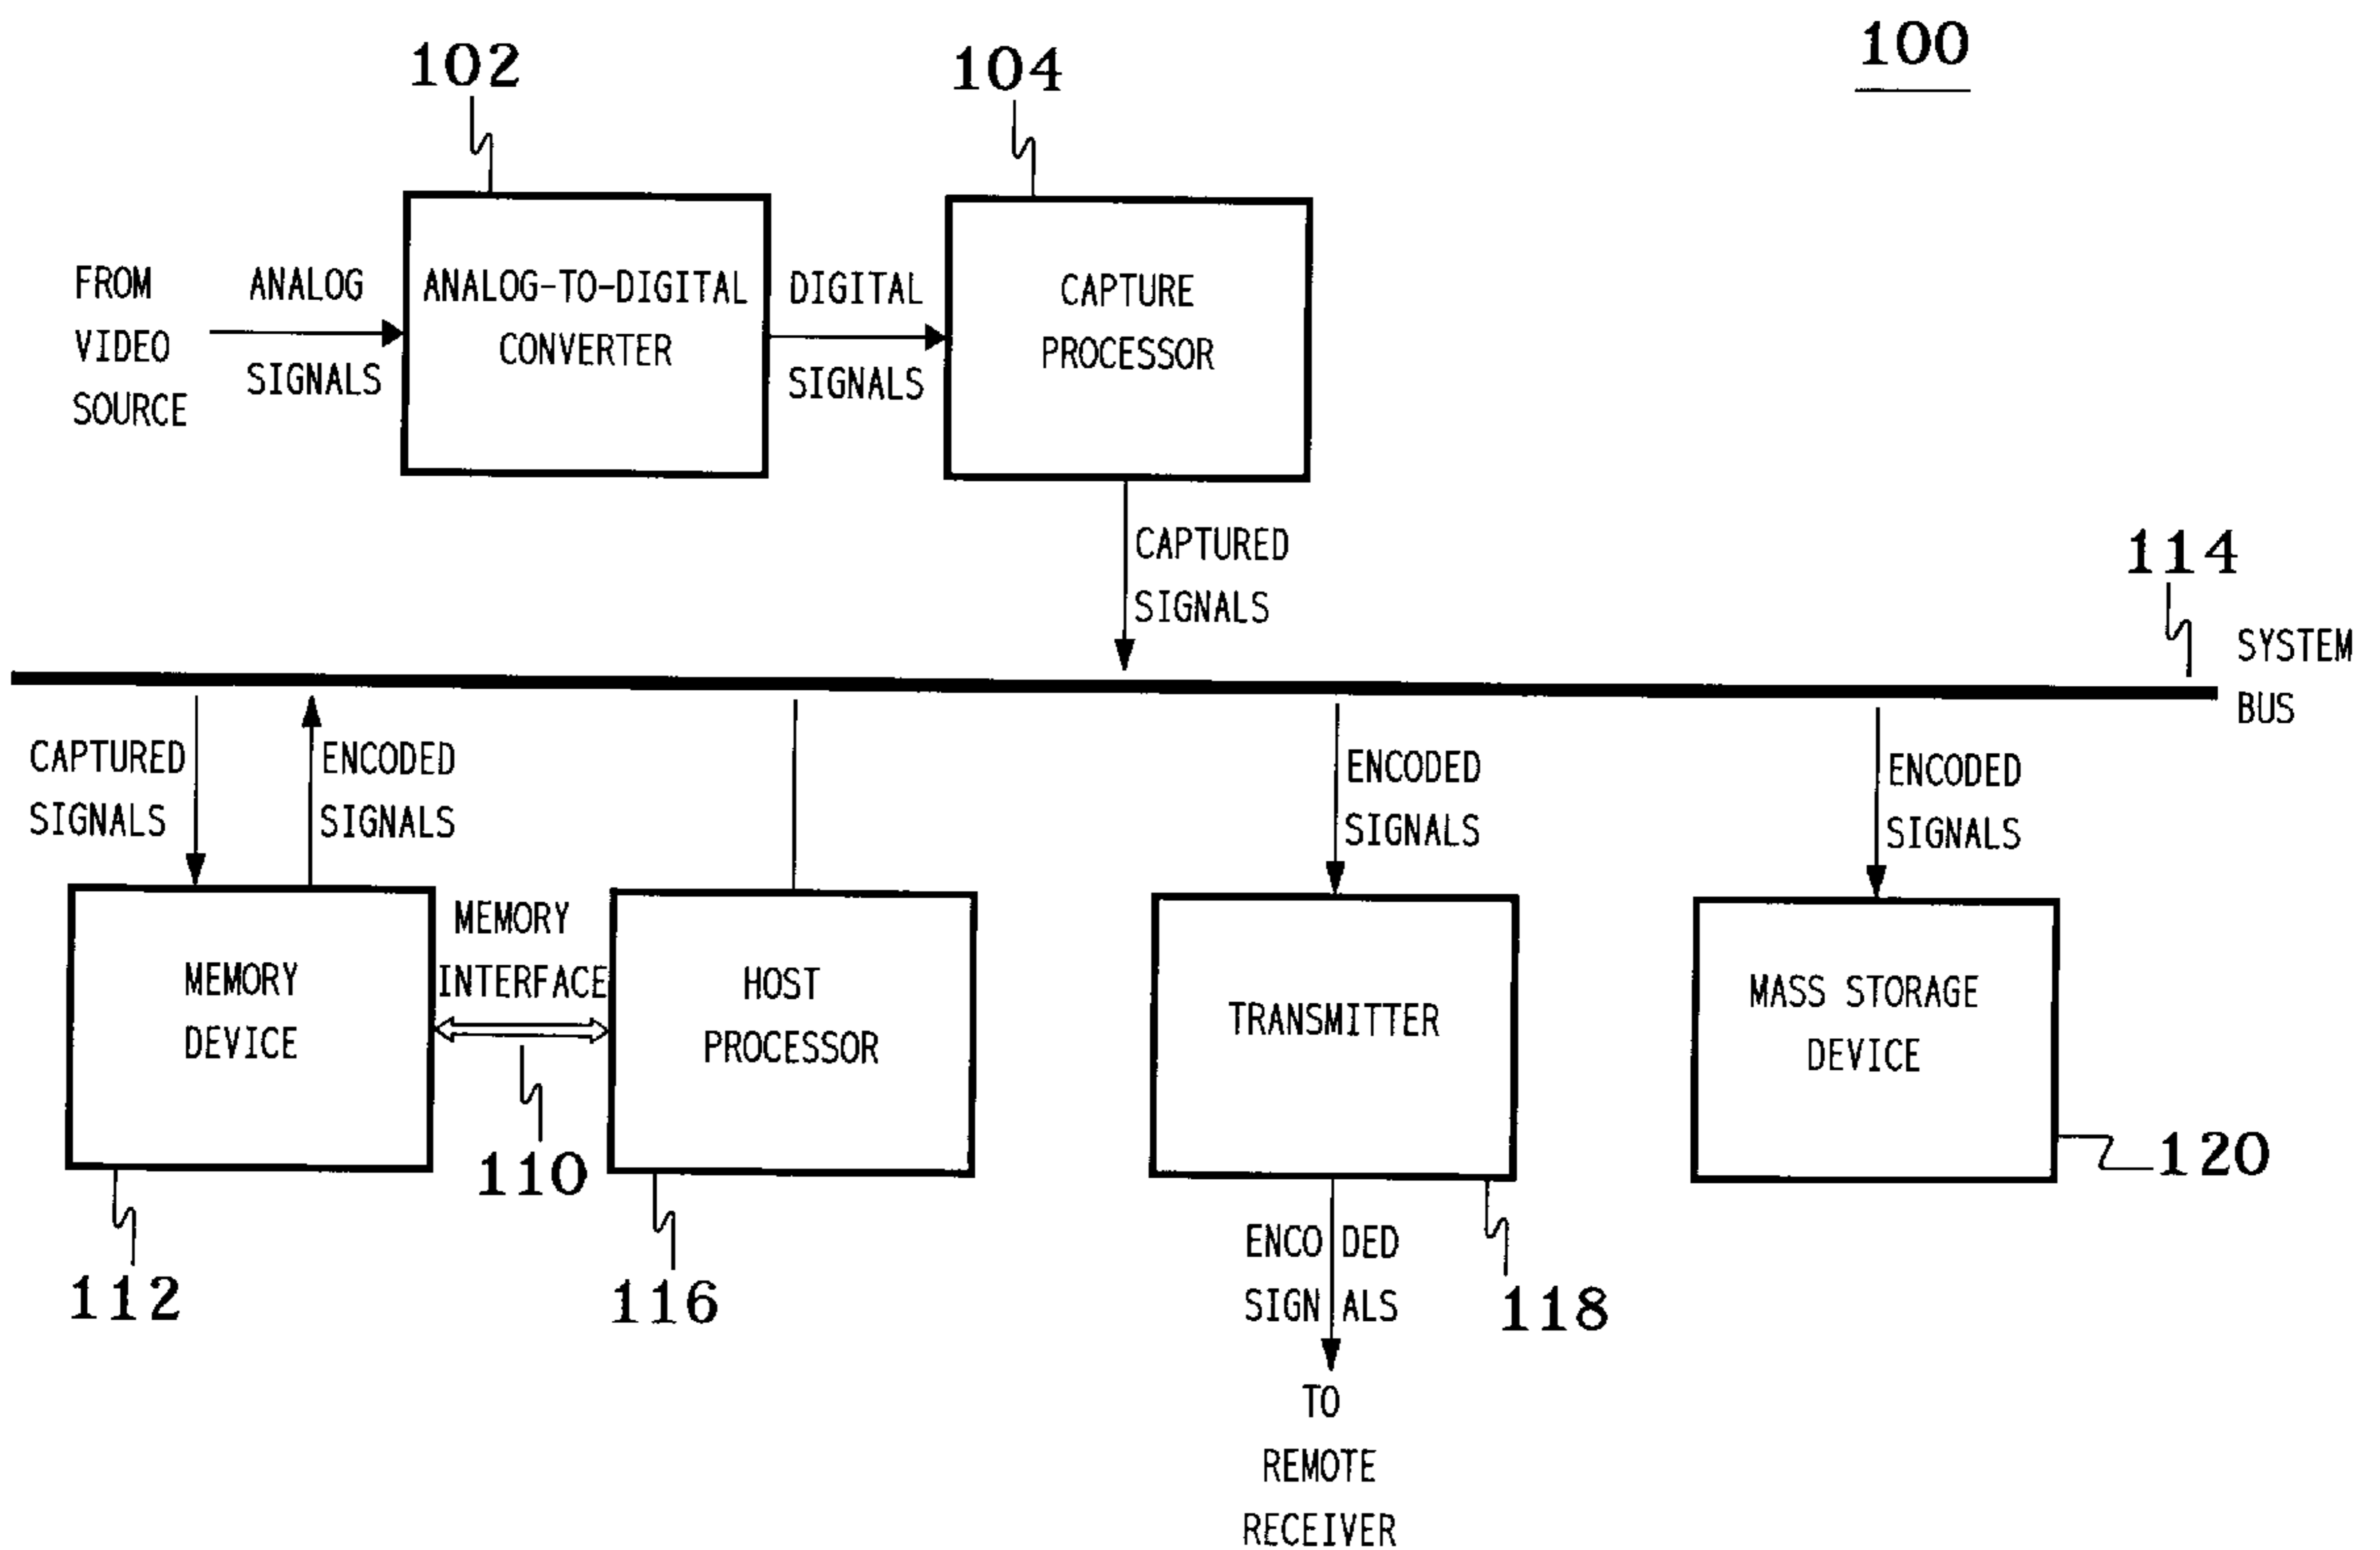 100
102
104
FROM
VIDEO
SOURCE
ANALOG
SIGNALS
ANALOG-TO-DIGITAL
CONVERTER
DIGITAL
SIGNALS
CAPTURE
PROCESSOR
CAPTURED
SIGNALS
114
SYSTEM
BUS
CAPTURED
SIGNALS
ENCODED
SIGNALS
ENCODED
SIGNALS
ENCODED
SIGNALS
MEMORY
DEVICE
MEMORY
INTERFACE
HOST
PROCESSOR
TRANSMITTER
MASS STORAGE
DEVICE
110
112
116
118
120
ENCODED
SIGNALS
TO
REMOTE
RECEIVER